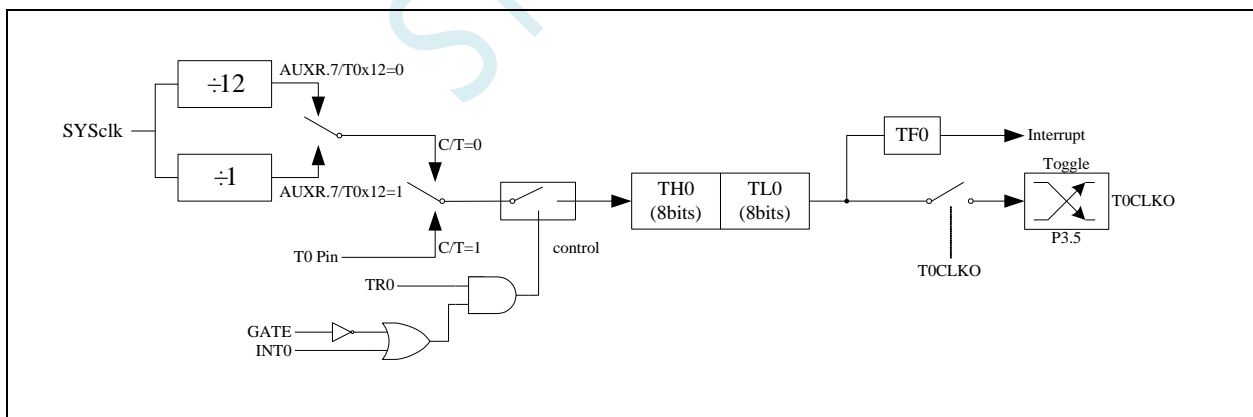 ÷12
AUXR.7/T0x12=0
SYSclk
÷1
AUXR.7/T0x12=1
C/T=0
T0 Pin
C/T=1
control
TR0
GATE
INT0
TH0
(8bits)
TL0
(8bits)
TF0
Interrupt
Toggle
T0CLKO
P3.5
T0CLKO